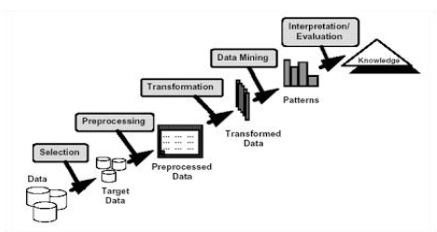 Interpretation/
Evaluation
Data Mining
Knowledge
Transformation
Patterns
Preprocessing
Transformed
Data
Selection
Preprocessed
Data
Data
Target
Data